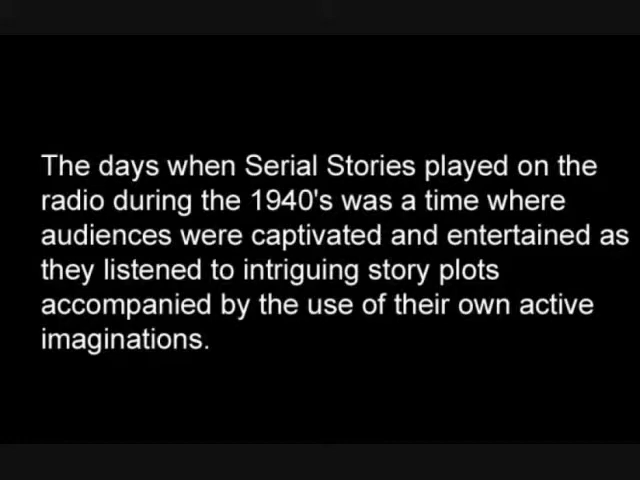 The days when Serial Stories played on the
radio during the 1940's was a time where
audiences were captivated and entertained as
they listened to intriguing story plots
accompanied by the use of their own active
imaginations.